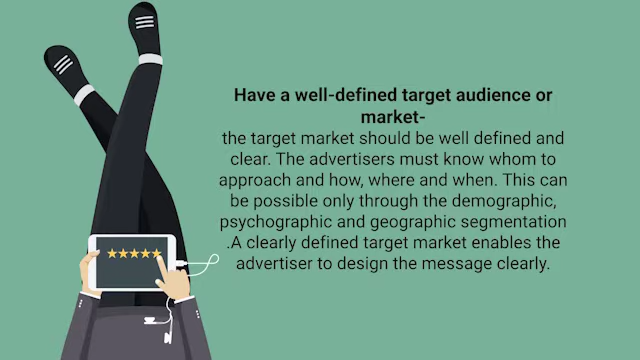 Have a well-defined target audience or
market-
the target market should be well defined and
clear. The advertisers must know whom to
approach and how, where and when. This can
be possible only through the demographic,
psychographic and geographic segmentation
.A clearly defined target market enables the
advertiser to design the message clearly.